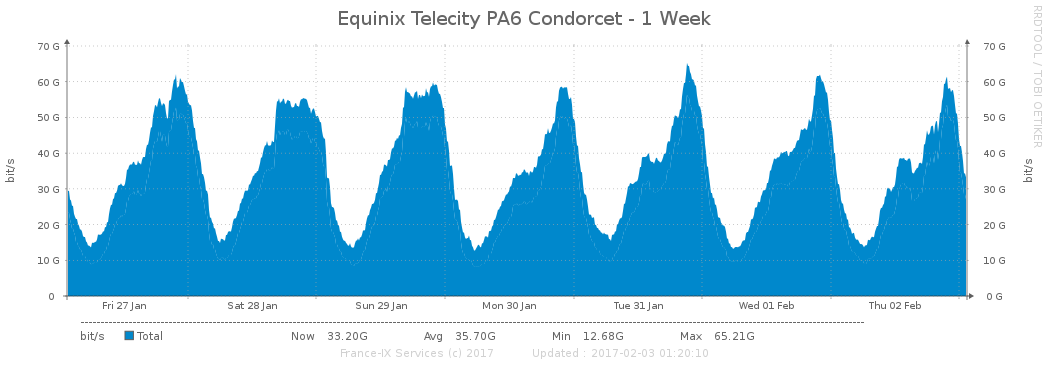 Equinix Telecity PA6 Condorcet - 1 Week
RRDTOOL / TOBI OETIKER
70 G 70 G
60 G 60 G
50 G 50 G
40 G 40 G
30 G 30 G
20 G 20 G
10 G 10 G
0 0 G
bit/s
bit/s
Fri 27 Jan Sat 28 Jan Sun 29 Jan Mon 30 Jan Tue 31 Jan Wed 01 Feb Thu 02 Feb
bit/s Total Now 33.20G Avg 35.70G Min 12.68G Max 65.21G
France-IX Services (c) 2017 Updated : 2017-02-03 01:20:10